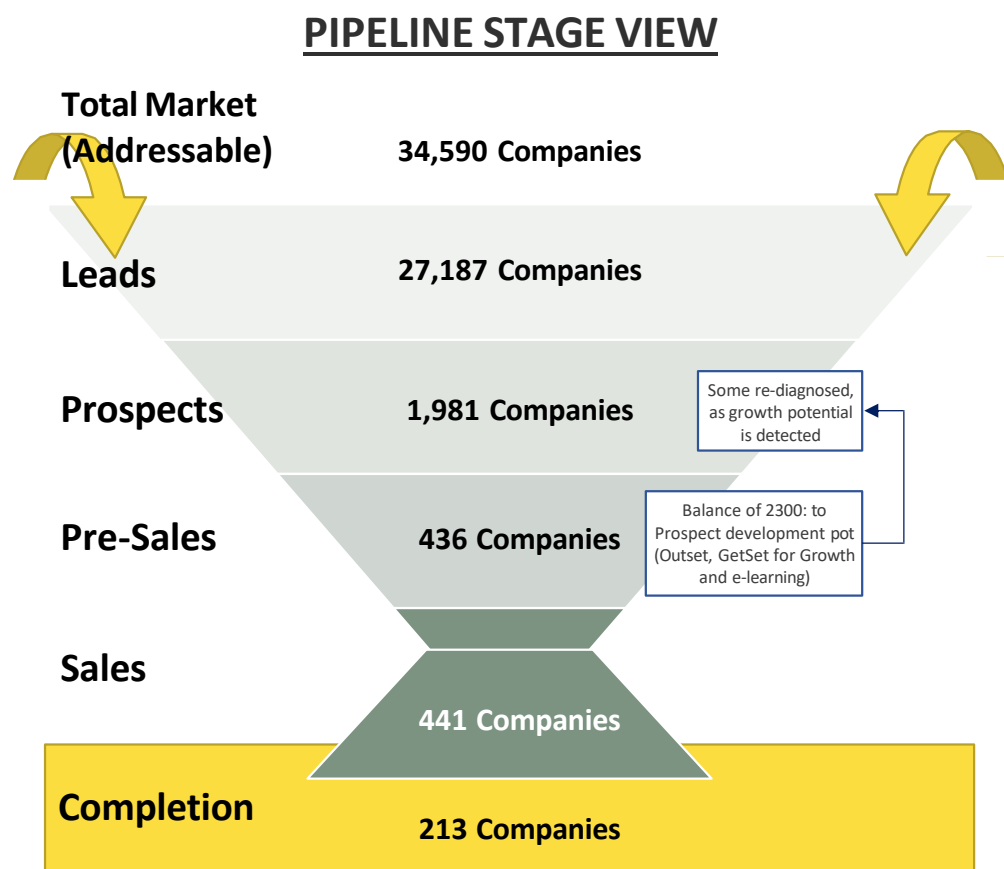 PIPELINE STAGE VIEW
Total Market
(Addressable)
34,590 Companies
Leads
27,187 Companies
Prospects
1,981 Companies
Some re-diagnosed,
as growth potential
is detected
Pre-Sales
436 Companies
Balance of 2300: to
Prospect development pot
(Outset, GetSet for Growth
and e-learning)
Sales
441 Companies
Completion
213 Companies